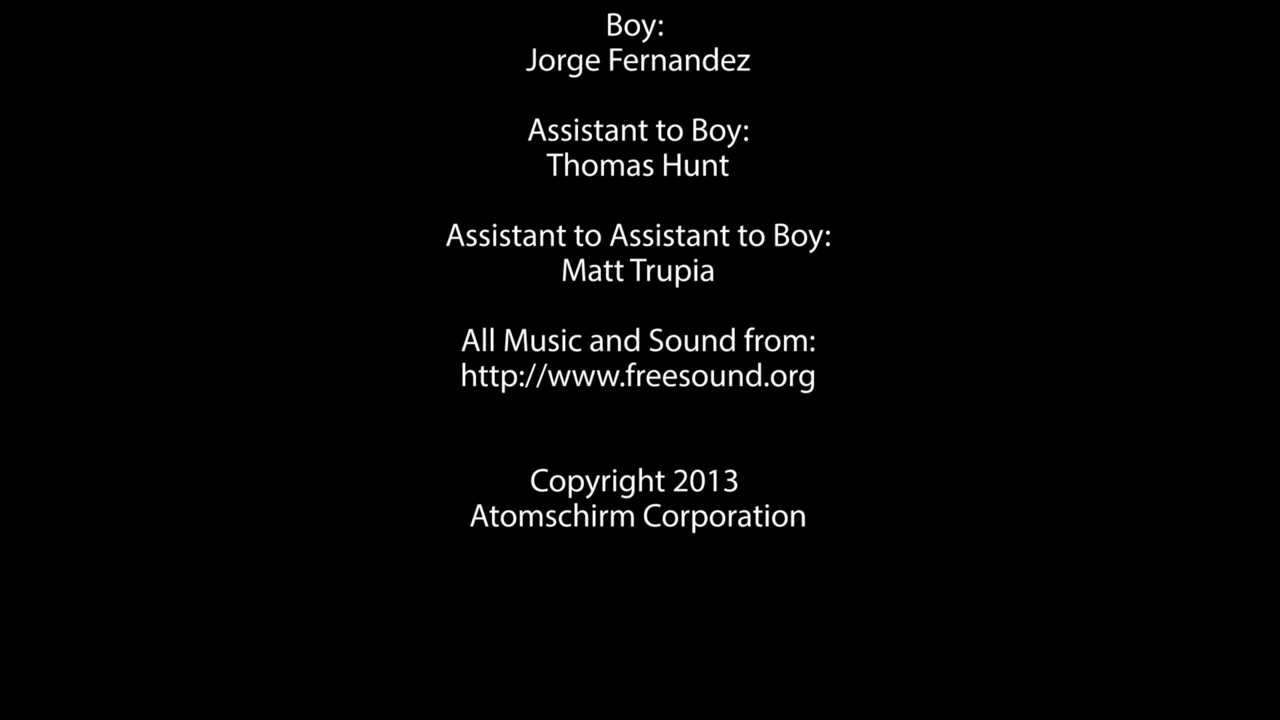 Boy:
Jorge Fernandez
Assistant to Boy:
Thomas Hunt
Assistant to Assistant to Boy:
Matt Trupia
All Music and Sound from:
http://www.freesound.org
Copyright 2013
Atomschirm Corporation